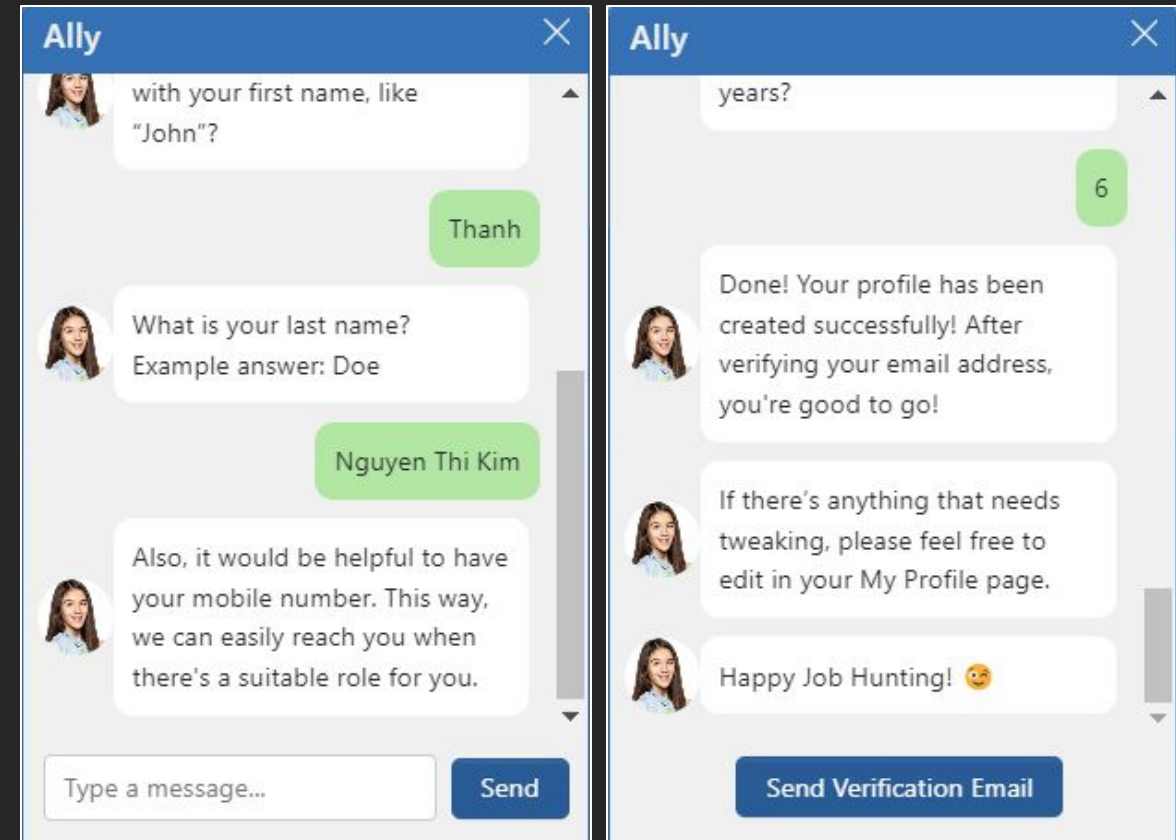 Ally
with your first name, like
“John”?
Thanh
What is your last name?
Example answer: Doe
Nguyen Thi Kim
Also, it would be helpful to have
your mobile number. This way,
we can easily reach you when
there's a suitable role for you.
Type a message...
Send
Ally
years?
6
Done! Your profile has been
created successfully! After
verifying your email address,
you're good to go!
If there’s anything that needs
tweaking, please feel free to
edit in your My Profile page.
Happy Job Hunting! 😉
Send Verification Email